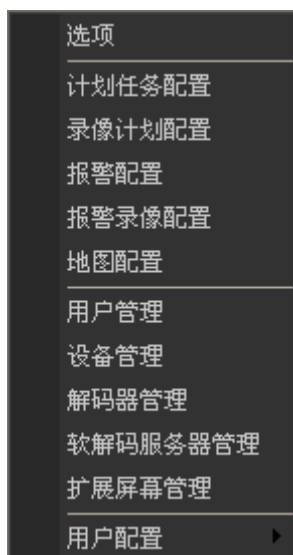 选项
计划任务配置
录像计划配置
报警配置
报警录像配置
地图配置
用户管理
设备管理
解码器管理
软解码服务器管理
扩展屏幕管理
用户配置